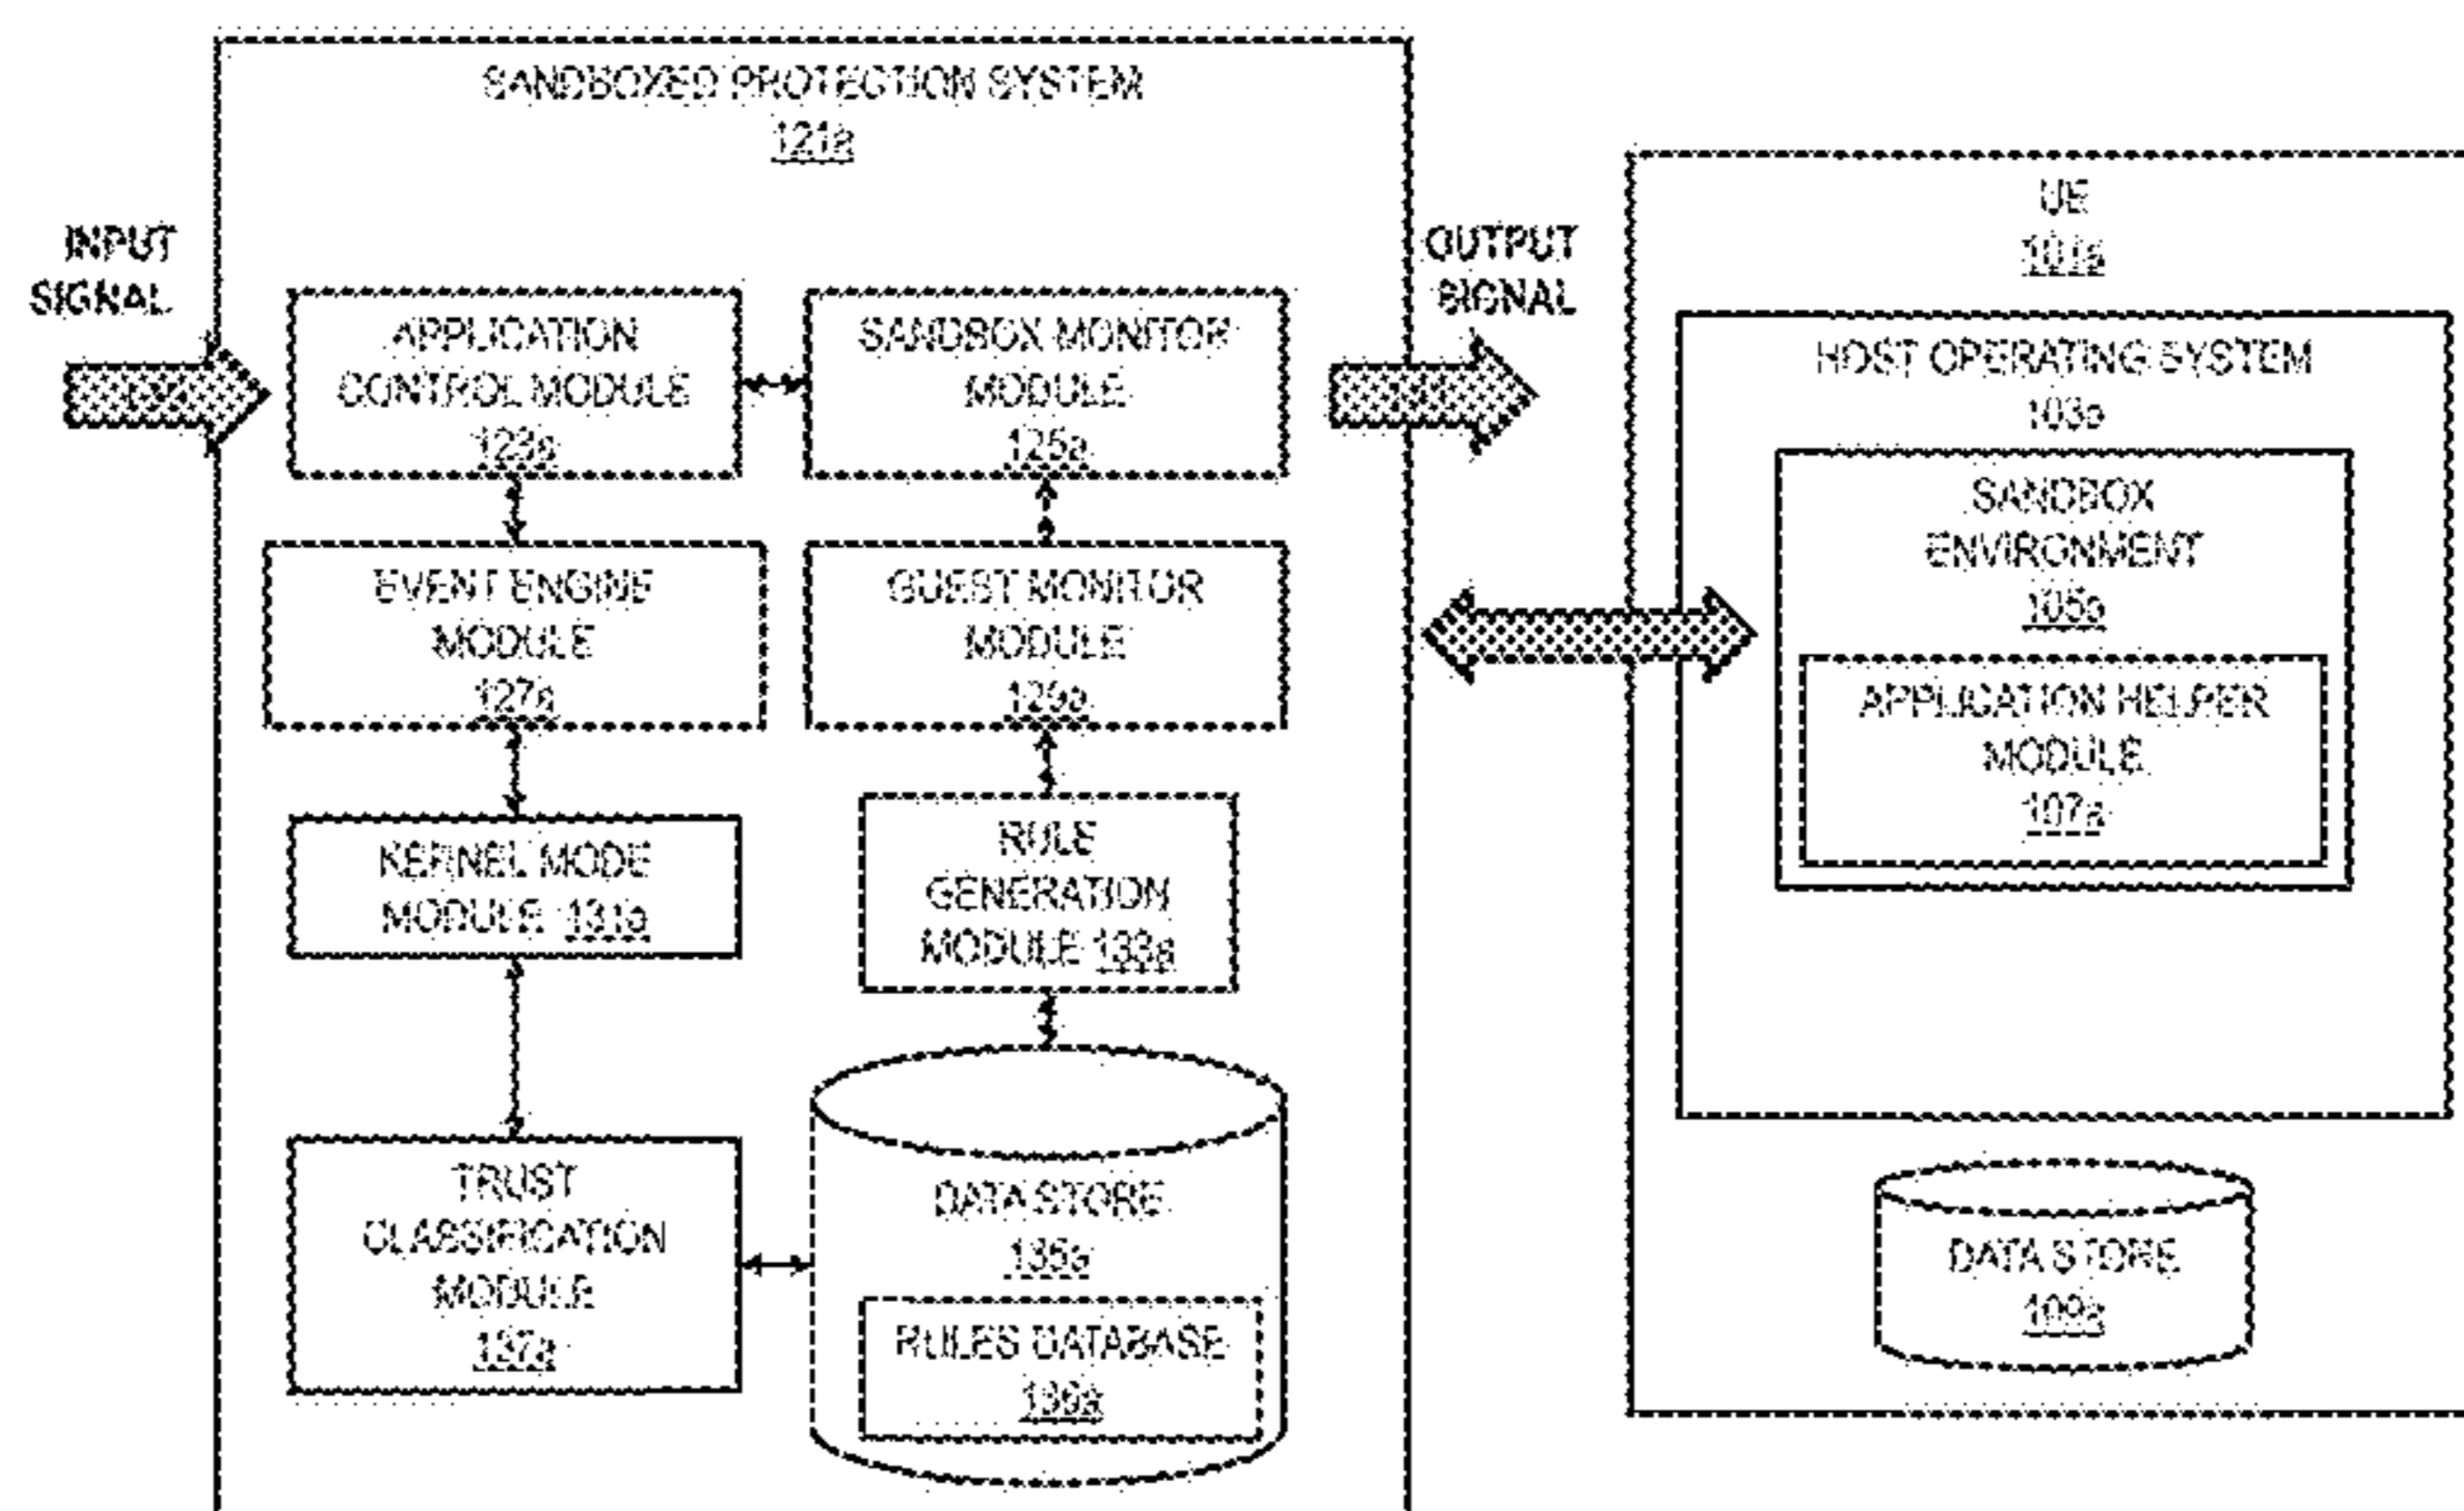 SANDBOXED PROTECTION SYSTEM
121a
INPUT
SIGNAL
APPLICATION
CONTROL MODULE
123a
SANDBOX MONITOR
MODULE
125a
EVENT ENGINE
MODULE
127a
GUEST MONITOR
MODULE
KERNEL MODE
MODULE 131a
RULE
GENERATION
MODULE 133a
TRUST
CLASSIFICATION
MODULE
137a
DATA STORE
135a
RULES DATABASE
OUTPUT
SIGNAL
UE
101a
HOST OPERATING SYSTEM
103a
SANDBOX
ENVIRONMENT
105a
APPLICATION HELPER
MODULE
107a
DATA STORE
109a